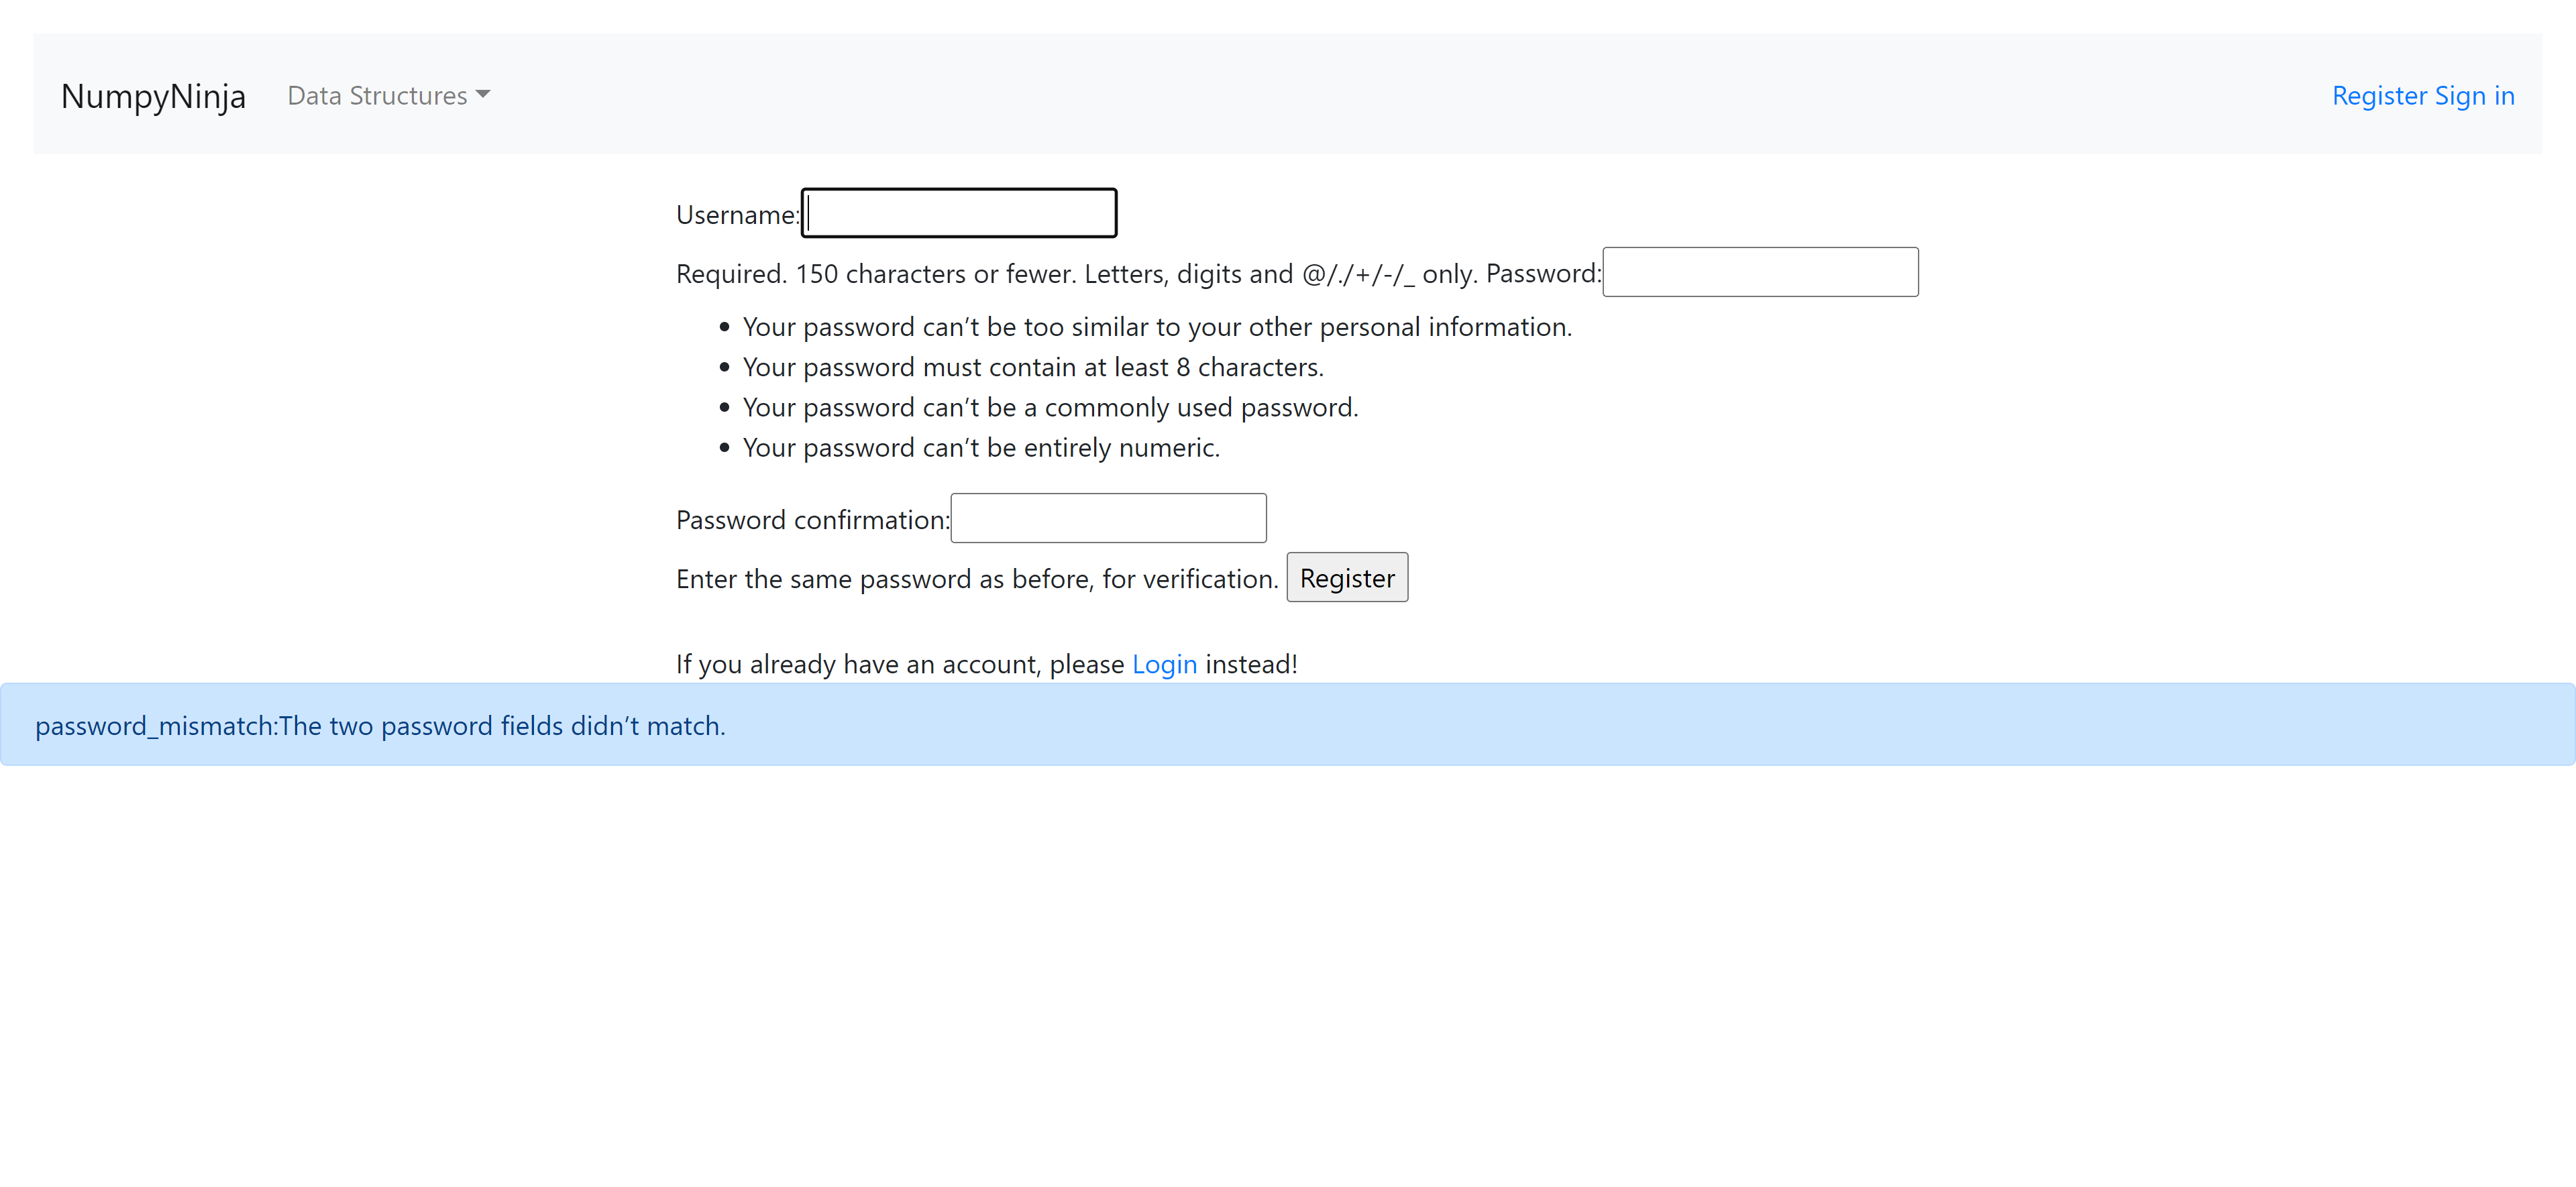 NumpyNinja Data Structures Register Sign in
Username:
Required. 150 characters or fewer. Letters, digits and @/./+/-/_ only. Password:
• Your password can’t be too similar to your other personal information.
• Your password must contain at least 8 characters.
• Your password can’t be a commonly used password.
• Your password can’t be entirely numeric.
Password confirmation:
Enter the same password as before, for verification. Register
If you already have an account, please Login instead!
password_mismatch:The two password fields didn’t match.